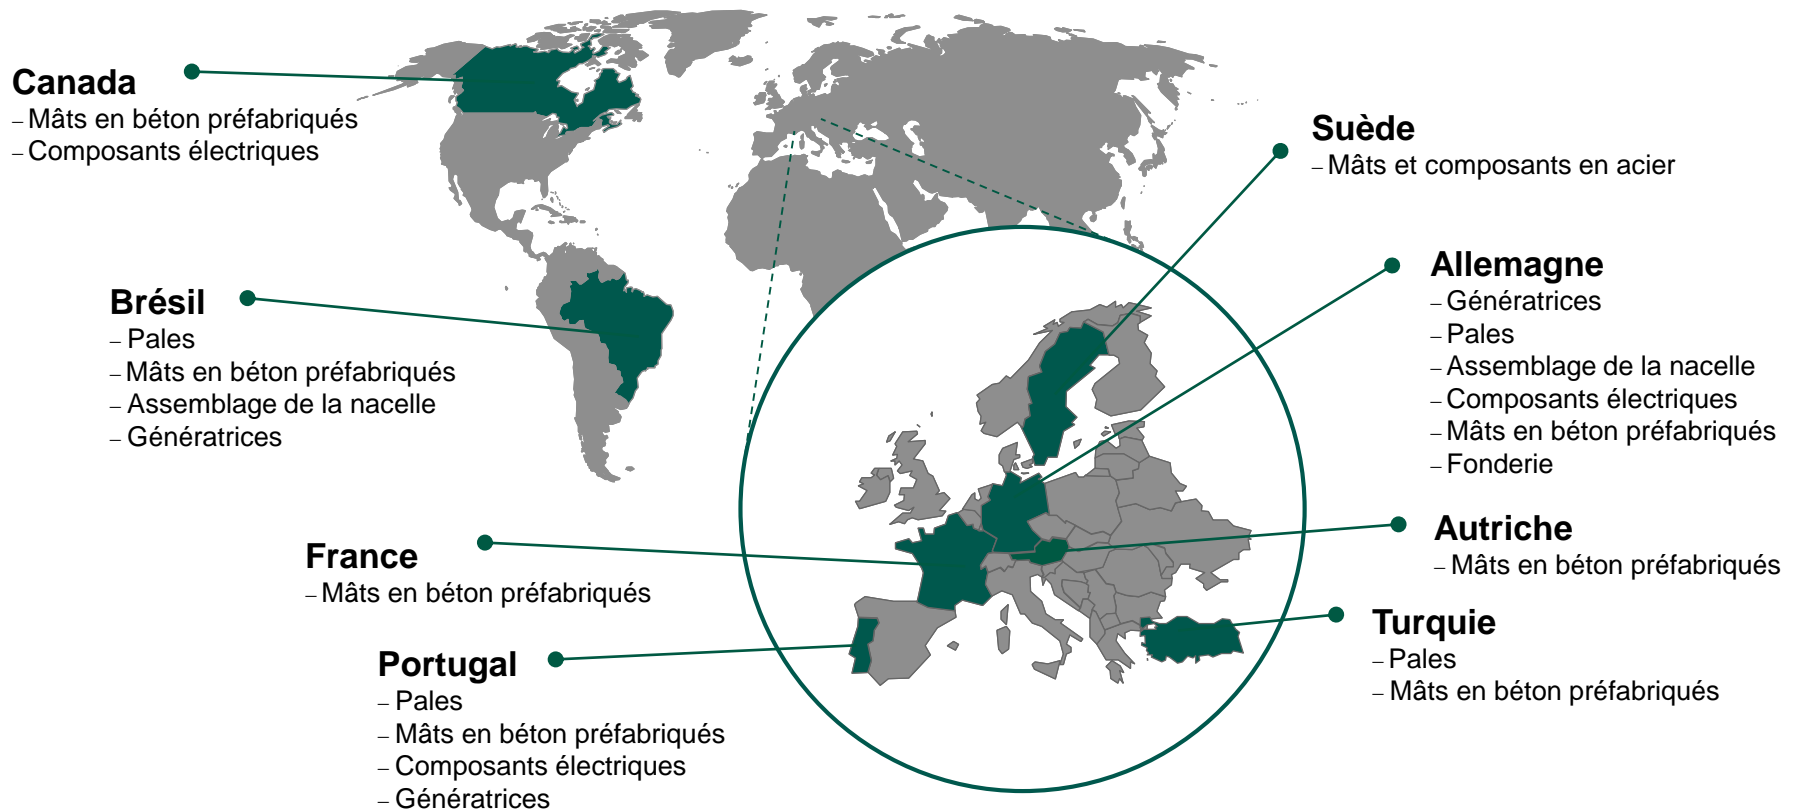 Canada
– Mâts en béton préfabriqués
– Composants électriques
Brésil
– Pales
– Mâts en béton préfabriqués
– Assemblage de la nacelle
– Génératrices
France
– Mâts en béton préfabriqués
Portugal
– Pales
– Mâts en béton préfabriqués
– Composants électriques
– Génératrices
Suède
– Mâts et composants en acier
Allemagne
– Génératrices
– Pales
– Assemblage de la nacelle
– Composants électriques
– Mâts en béton préfabriqués
– Fonderie
Autriche
– Mâts en béton préfabriqués
Turquie
– Pales
– Mâts en béton préfabriqués